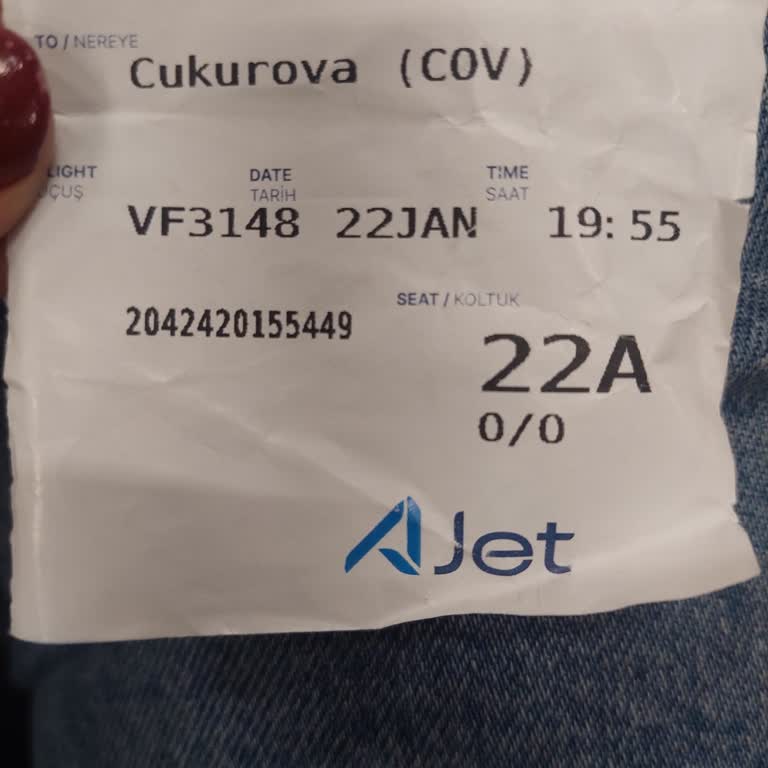 TO / NEREYE
Cukurova (COV)
LIGHT DATE TIME
UÇUŞ TARİH SAAT
VF3148 22JAN 19:55
SEAT / KOLTUK
2042420155449
22A
0/0
AJet